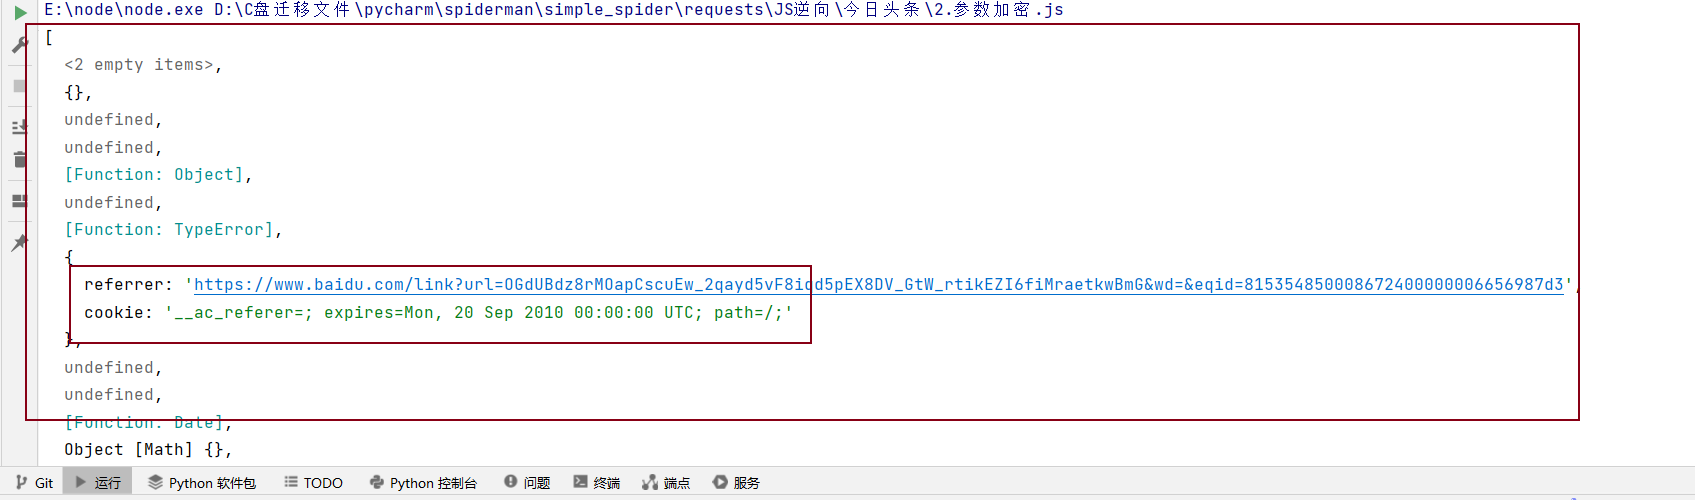 E:\node\node.exe D:\C盘迁移文件\pycharm\spiderman\simple_spider\requests\JS逆向\今日头条\2.参数加密.js
[
<2 empty items>,
{},
undefined,
undefined,
[Function: Object],
undefined,
[Function: TypeError],
{
referrer: 'https://www.baidu.com/link?url=OGdUBdz8rMOapCscuEw_2qayd5vF8iqd5pEX8DV_GtW_rtikEZI6fiMraetkwBmG&wd=&eqid=8153548500086724000000006656987d3',
cookie: '__ac_referer=; expires=Mon, 20 Sep 2010 00:00:00 UTC; path=/;'
},
undefined,
undefined,
[Function: Date],
Object [Math] {},
Git 运行 Python 软件包 TODO Python 控制台 问题 终端 端点 服务